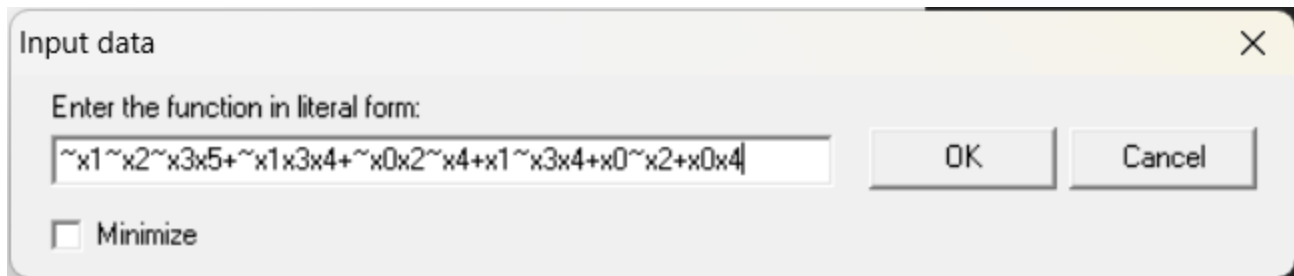 Input data
Enter the function in literal form:
~x1~x2~x3x5+~x1x3x4+~x0x2~x4+x1~x3x4+x0~x2+x0x4
OK
Cancel
Minimize